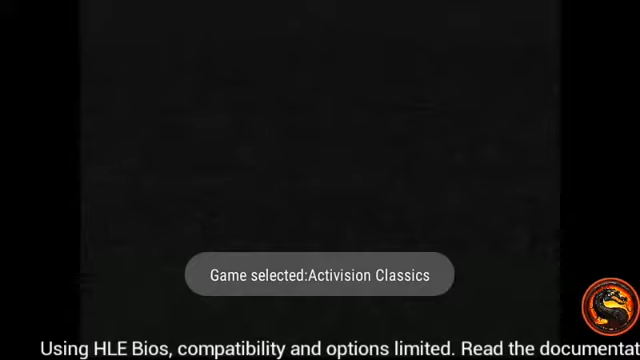 Game selected:Activision Classics
Using HLE Bios, compatibility and options limited. Read the documentat